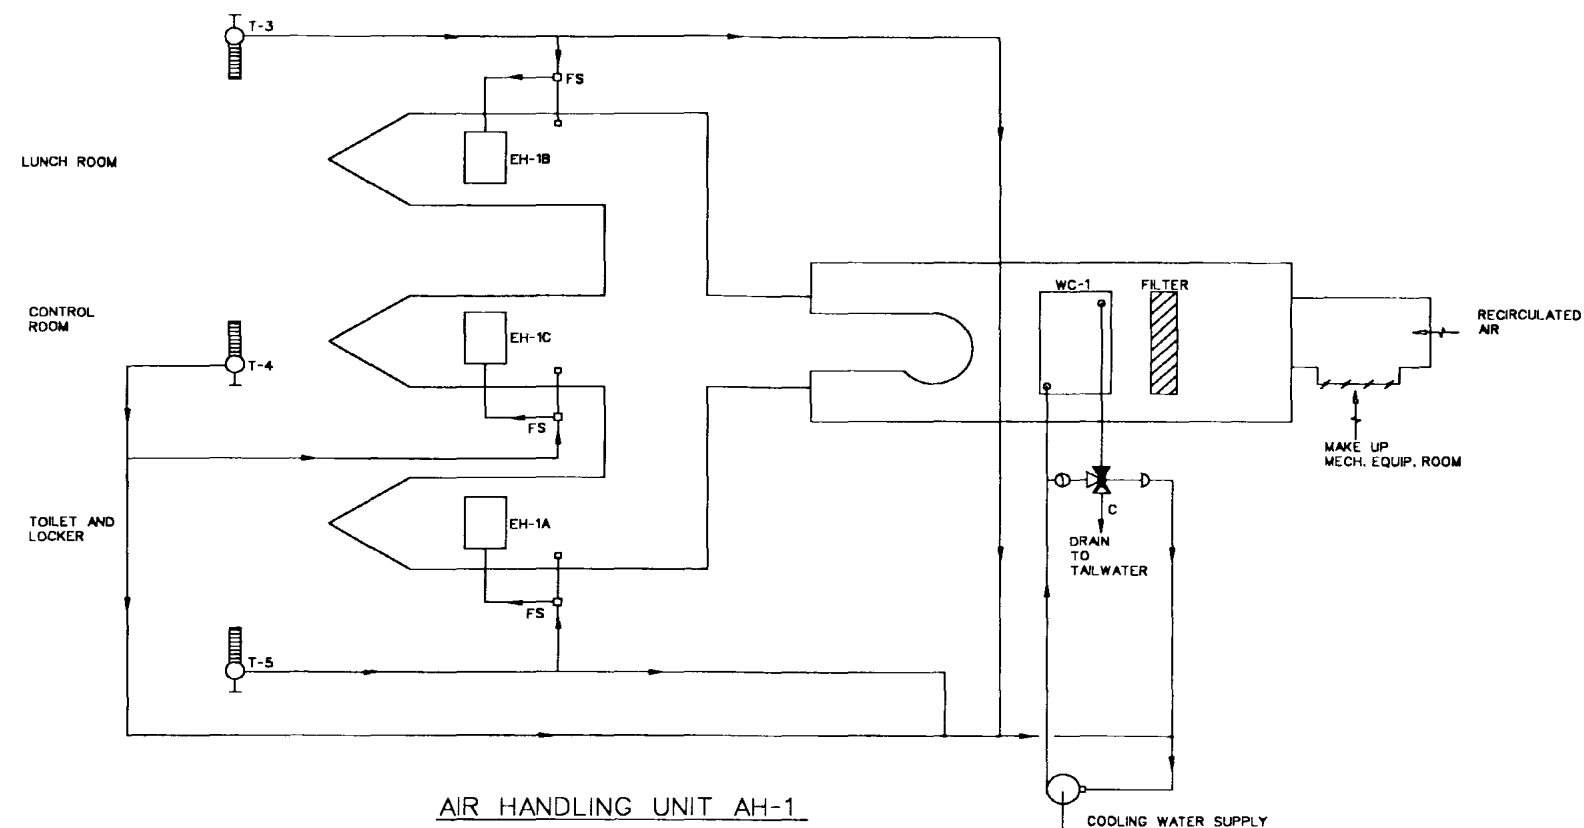 T-3
FS
LUNCH ROOM
EH-1B
CONTROL
ROOM
EH-1C
T-4
FS
WC-1
FILTER
RECIRCULATED
AIR
MAKE UP
MECH. EQUIP. ROOM
TOILET AND
LOCKER
EH-1A
FS
C
DRAIN
TO
TAILWATER
T-5
AIR HANDLING UNIT AH-1
COOLING WATER SUPPLY